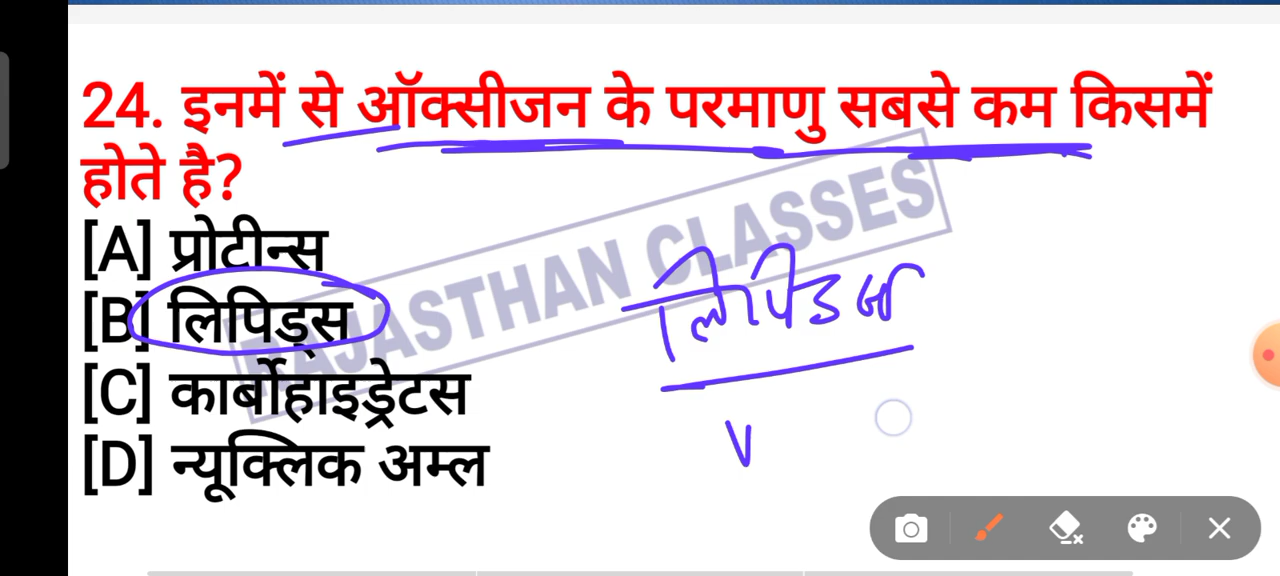 24. इनमें से ऑक्सीजन के परमाणु सबसे कम किसमें
होते है?
[A] प्रोटीन्स
[B] लिपिड्स
[C] कार्बोहाइड्रेटस
[D] न्यूक्लिक अम्ल
RAJASTHAN CLASSES